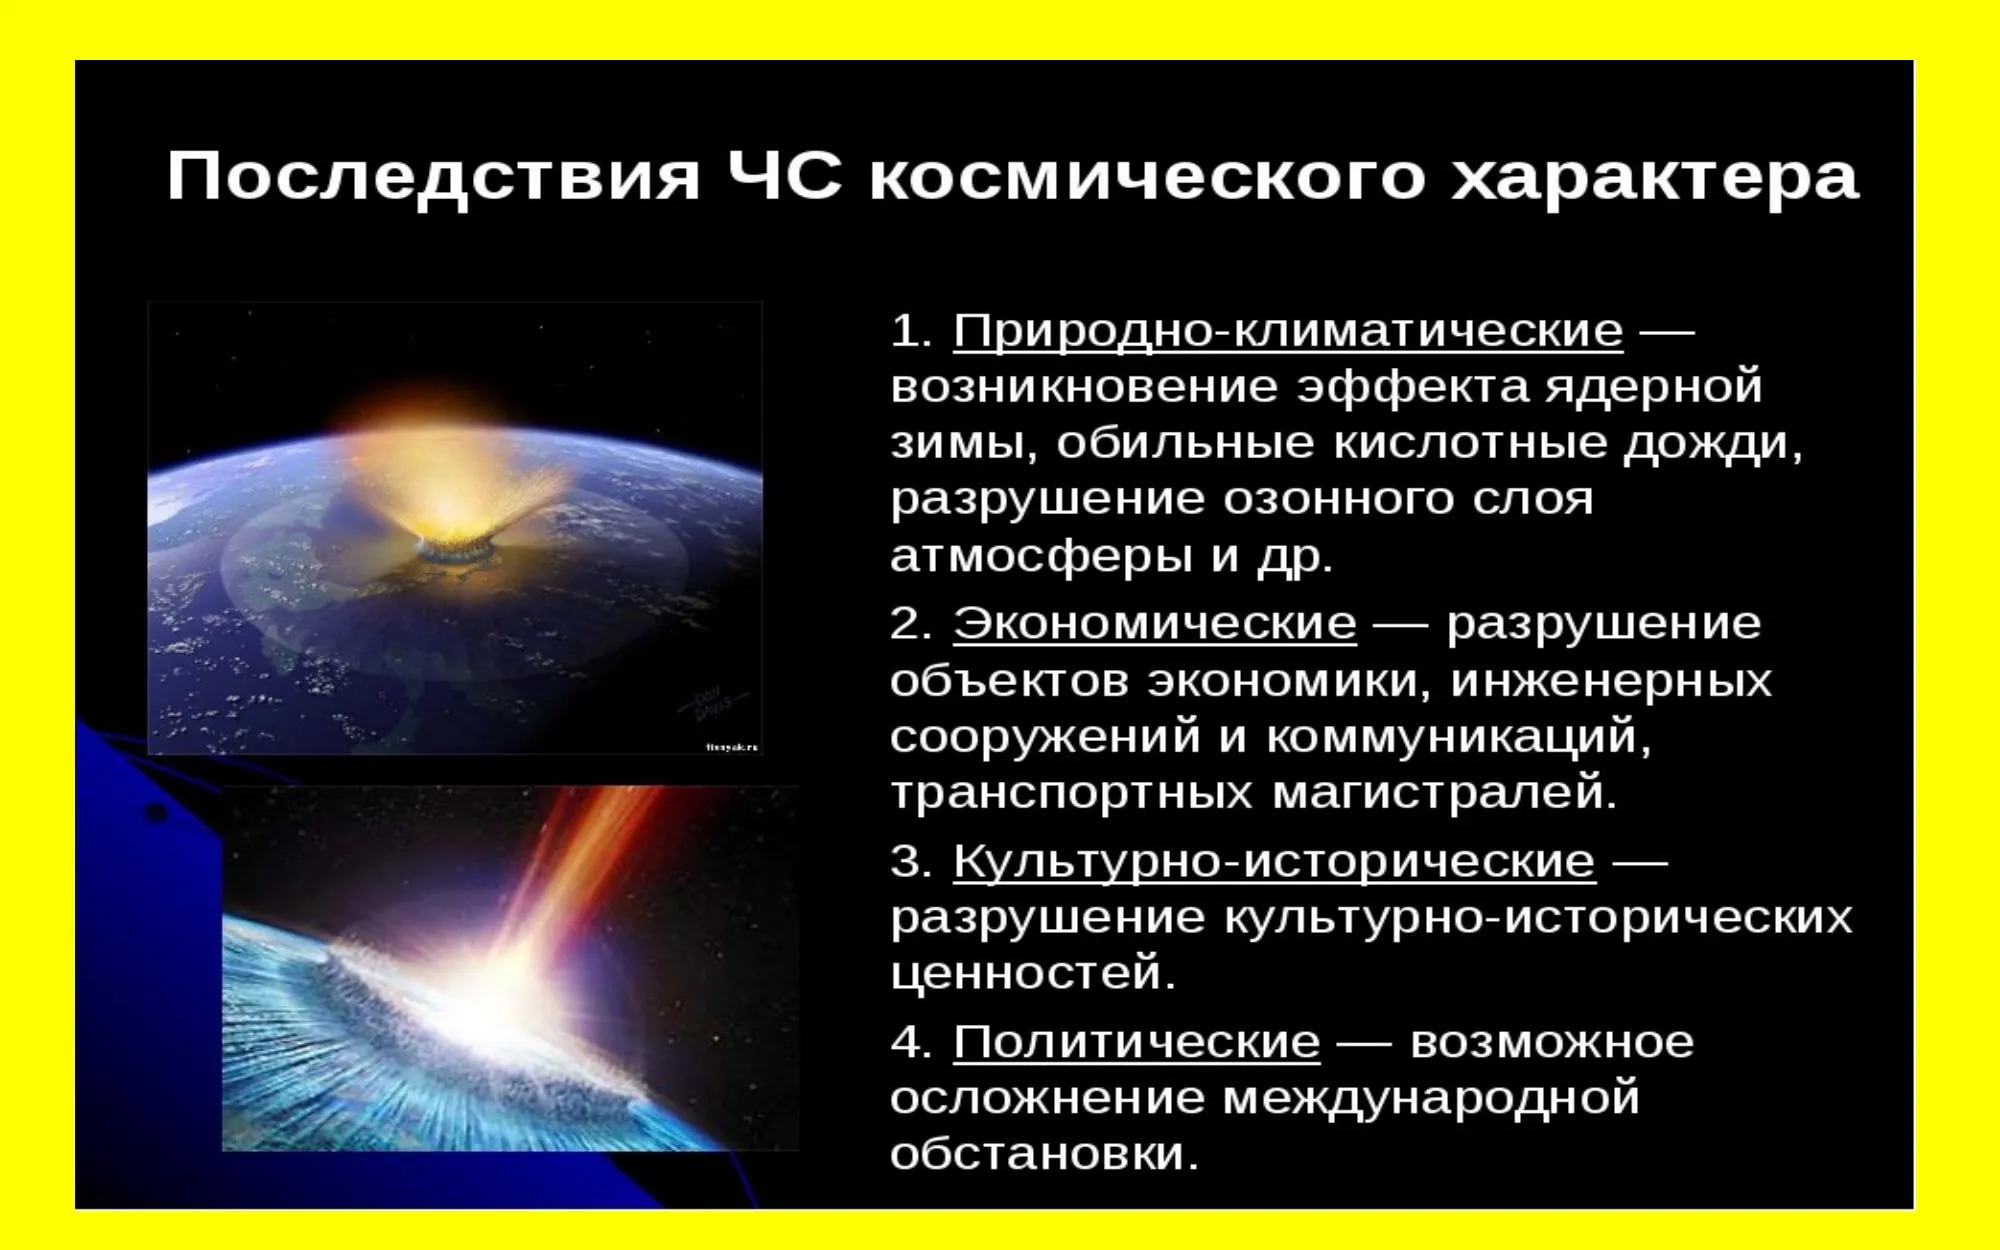 Последствия ЧС космического характера
1. Природно-климатические —
возникновение эффекта ядерной
зимы, обильные кислотные дожди,
разрушение озонного слоя
атмосферы и др.
2. Экономические — разрушение
объектов экономики, инженерных
сооружений и коммуникаций,
транспортных магистралей.
3. Культурно-исторические —
разрушение культурно-исторических
ценностей.
4. Политические — возможное
осложнение международной
обстановки.
DON
DAVIS